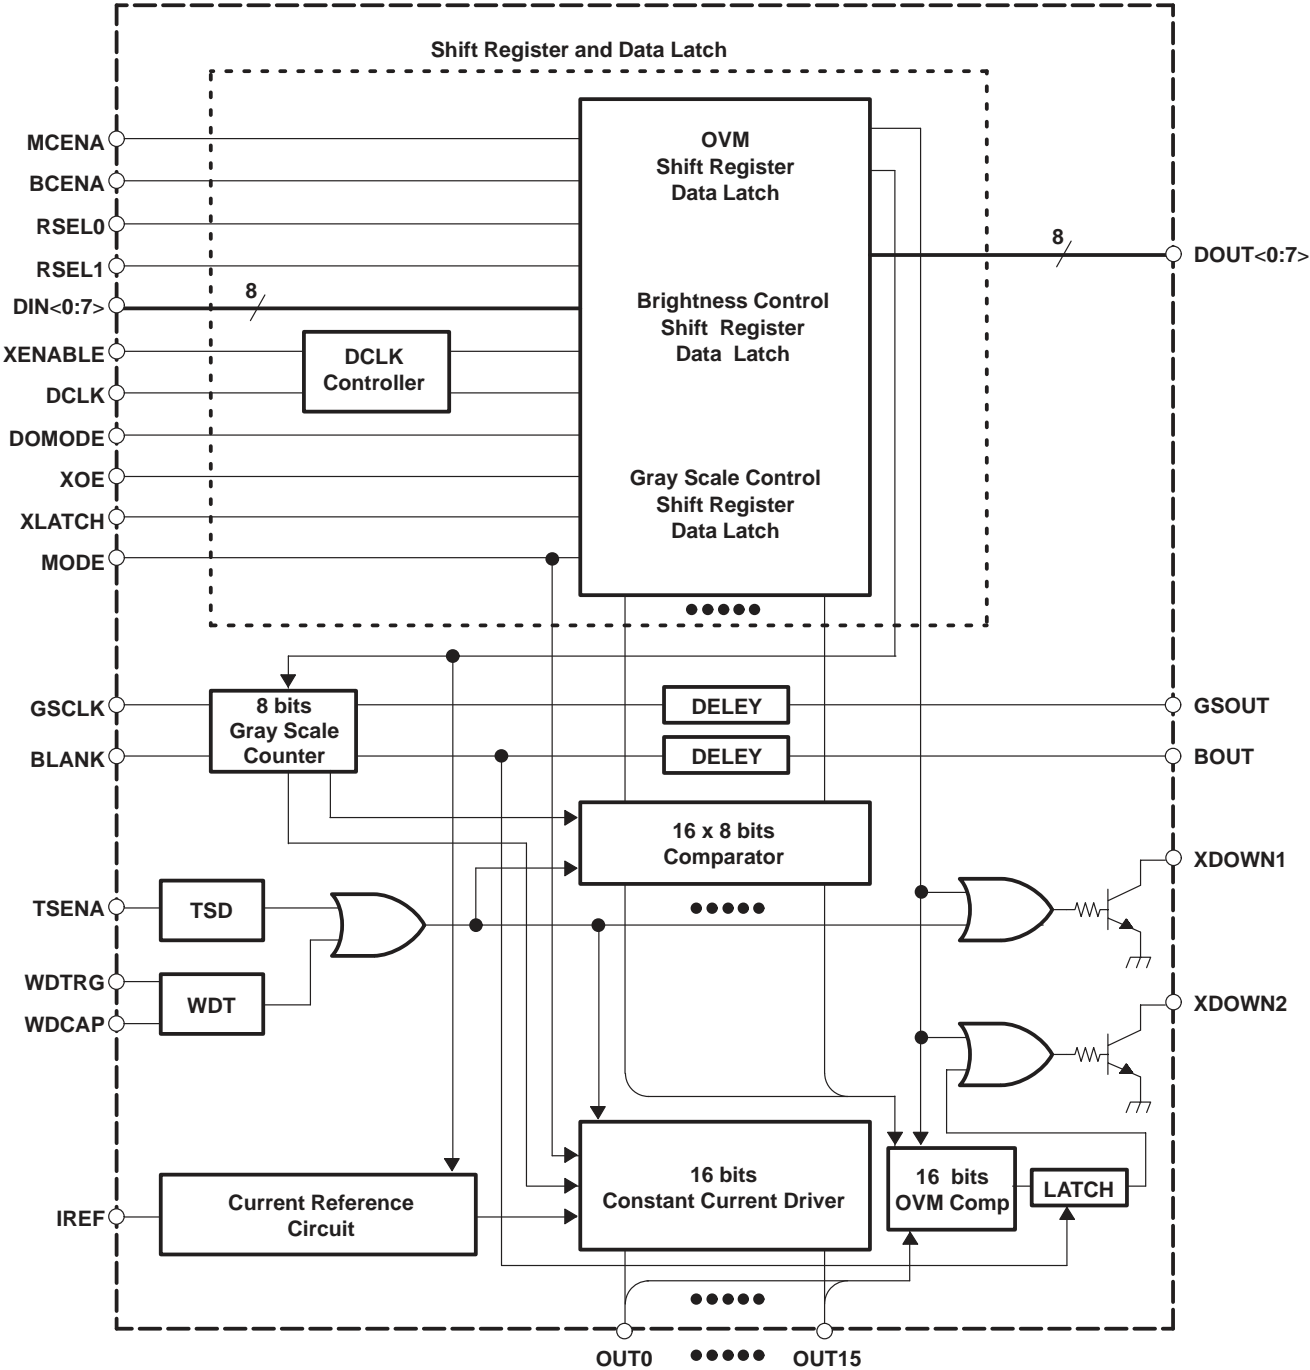 Shift Register and Data Latch
MCENA
BCENA
RSEL0
RSEL1
DIN<0:7>
XENABLE
DCLK
DOMODE
XOE
XLATCH
MODE
8
DCLK
Controller
OVM
Shift Register
Data Latch
Brightness Control
Shift Register
Data Latch
Gray Scale Control
Shift Register
Data Latch
8
DOUT<0:7>
GSCLK
BLANK
8 bits
Gray Scale
Counter
DELEY
DELEY
GSOUT
BOUT
16 x 8 bits
Comparator
XDOWN1
TSENA
TSD
WDTRG
WDCAP
WDT
XDOWN2
IREF
Current Reference
Circuit
16 bits
Constant Current Driver
16 bits
OVM Comp
LATCH
OUT0
OUT15